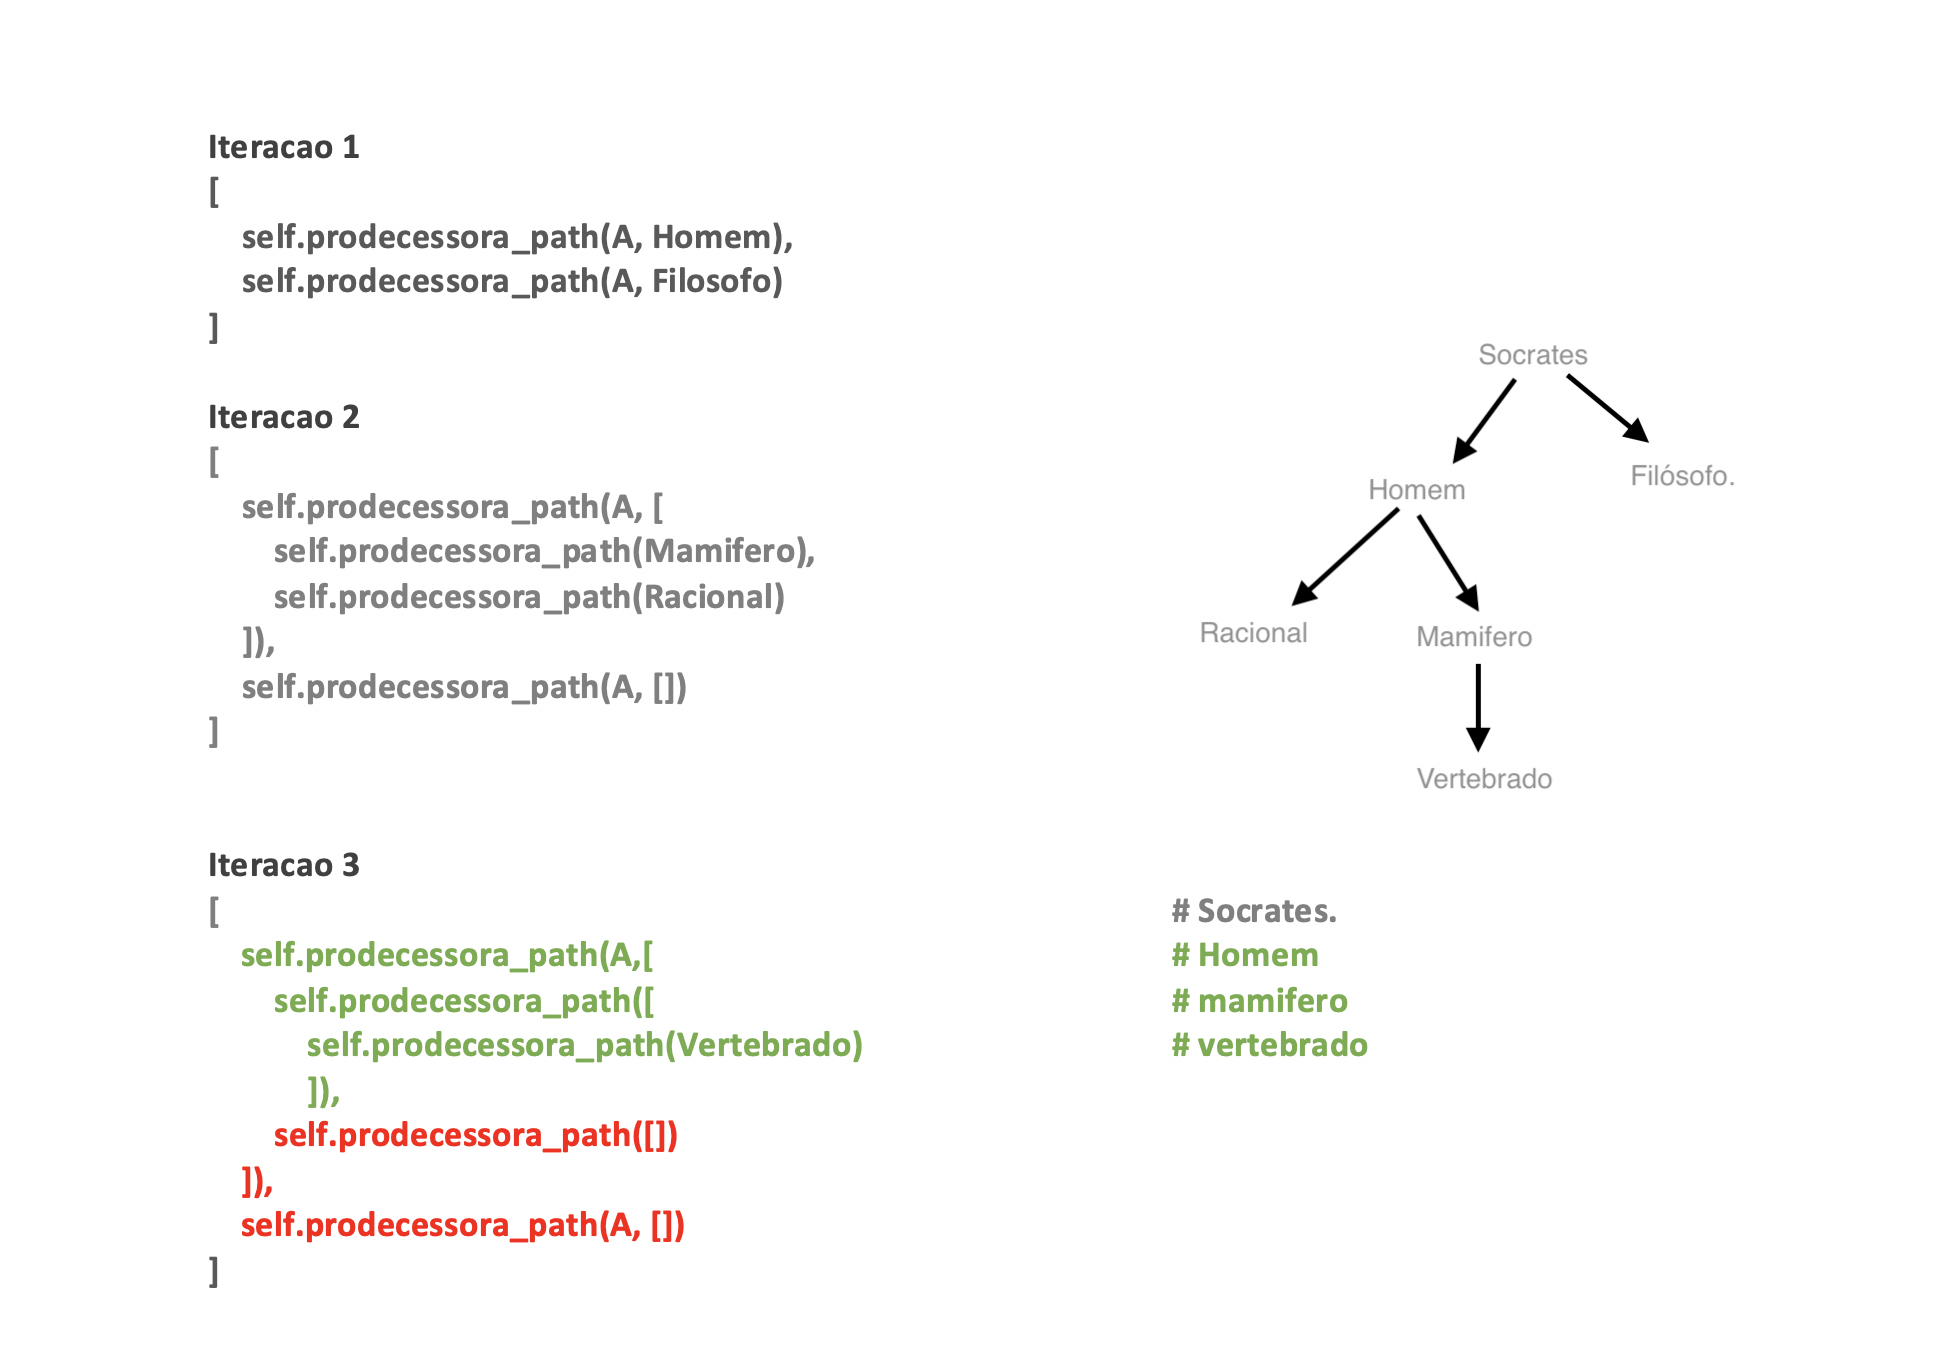 Iteracao 1
[
self.prodecessora_path(A, Homem),
self.prodecessora_path(A, Filosofo)
]
Iteracao 2
[
self.prodecessora_path(A, [
self.prodecessora_path(Mamifero),
self.prodecessora_path(Racional)
]),
self.prodecessora_path(A, [])
]
Iteracao 3
[
self.prodecessora_path(A,[
self.prodecessora_path([
self.prodecessora_path(Vertebrado)
]),
self.prodecessora_path([])
]),
self.prodecessora_path(A, [])
]
Socrates
Homem
Filósofo.
Racional
Mamifero
Vertebrado
# Socrates.
# Homem
# mamifero
# vertebrado